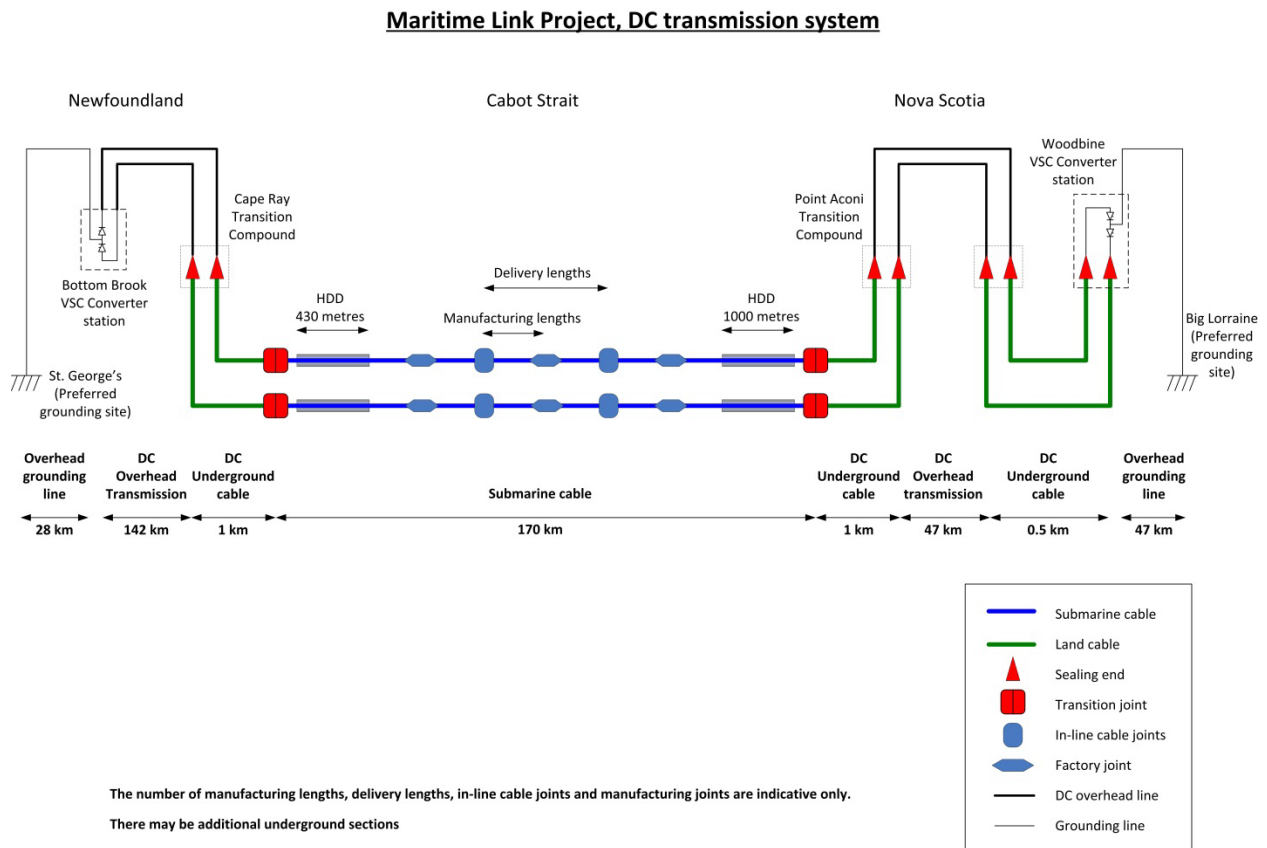 Maritime Link Project, DC transmission system
Newfoundland
Cabot Strait
Nova Scotia
Woodbine
VSC Converter
station
Cape Ray
Transition
Compound
Point Aconi
Transition
Compound
Bottom Brook
VSC Converter
station
Delivery lengths
HDD
430 metres
Manufacturing lengths
HDD
1000 metres
Big Lorraine
(Preferred
grounding
site)
St. George's
(Preferred
grounding site)
Overhead
grounding
line
28 km
DC
Overhead
Transmission
142 km
DC
Underground
cable
1 km
Submarine cable
170 km
DC
Underground
cable
1 km
DC
Overhead
transmission
47 km
DC
Underground
cable
0.5 km
Overhead
grounding
line
47 km
Submarine cable
Land cable
Sealing end
Transition joint
In-line cable joints
Factory joint
DC overhead line
Grounding line
The number of manufacturing lengths, delivery lengths, in-line cable joints and manufacturing joints are indicative only.
There may be additional underground sections